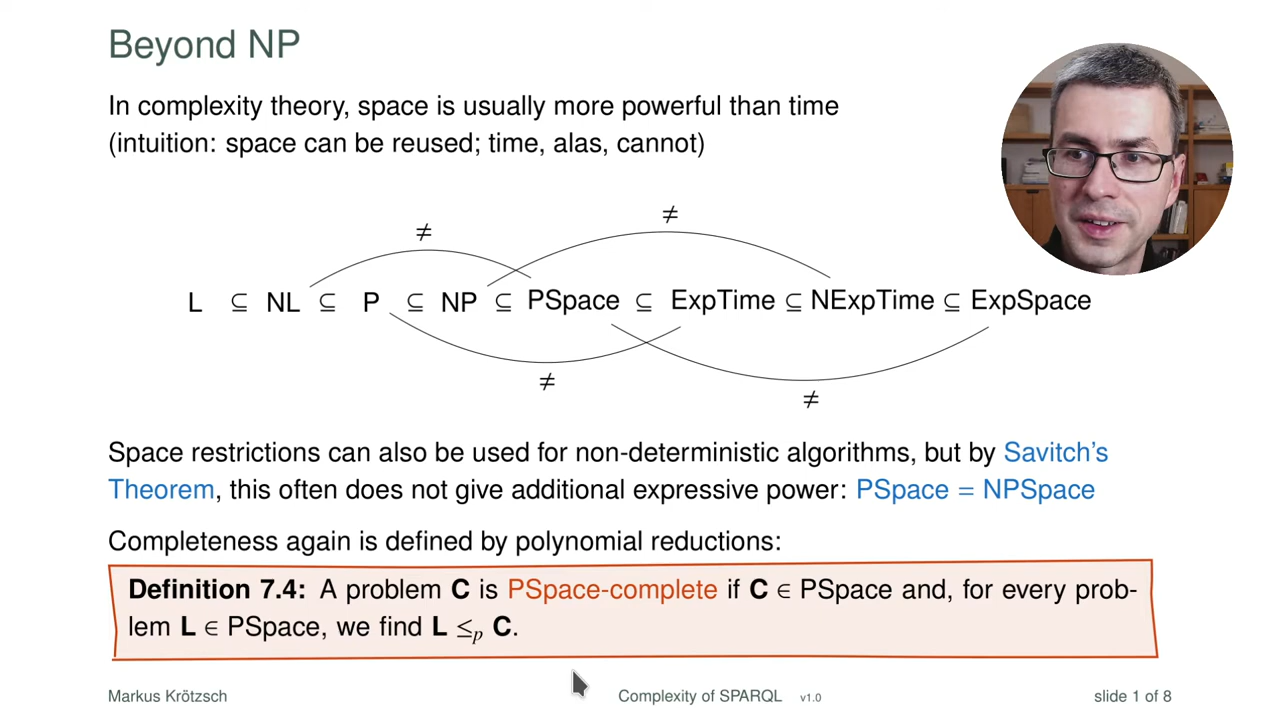 Beyond NP
In complexity theory, space is usually more powerful than time
(intuition: space can be reused; time, alas, cannot)
≠
≠
L ⊆ NL ⊆ P ⊆ NP ⊆ PSpace ⊆ ExpTime ⊆ NExpTime ⊆ ExpSpace
≠
≠
Space restrictions can also be used for non-deterministic algorithms, but by Savitch's
Theorem, this often does not give additional expressive power: PSpace = NPSpace
Completeness again is defined by polynomial reductions:
Definition 7.4: A problem C is PSpace-complete if C ∈ PSpace and, for every prob-
lem L ∈ PSpace, we find L ≤p C.
Markus Krötzsch Complexity of SPARQL v1.0 slide 1 of 8